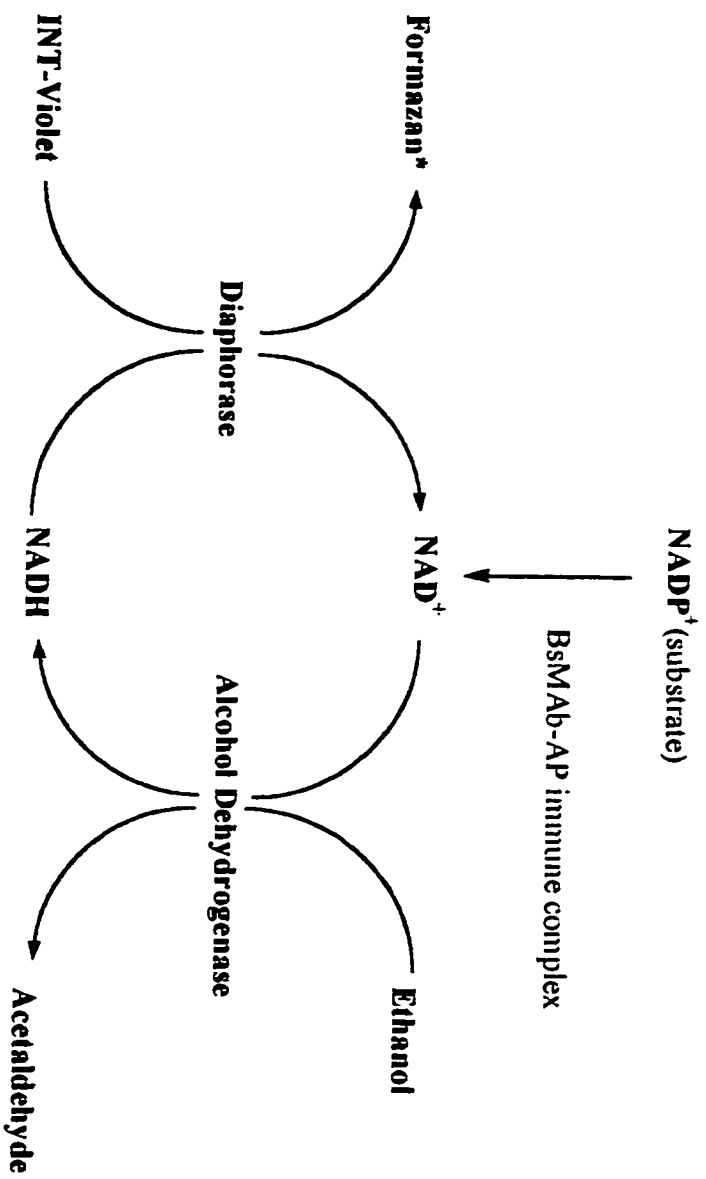 NADP⁺(substrate)
BsMAb-AP immune complex
Formazan*
NAD⁺
Ethanol
Diaphorase
Alcohol Dehydrogenase
INT-Violet
NADH
Acetaldehyde